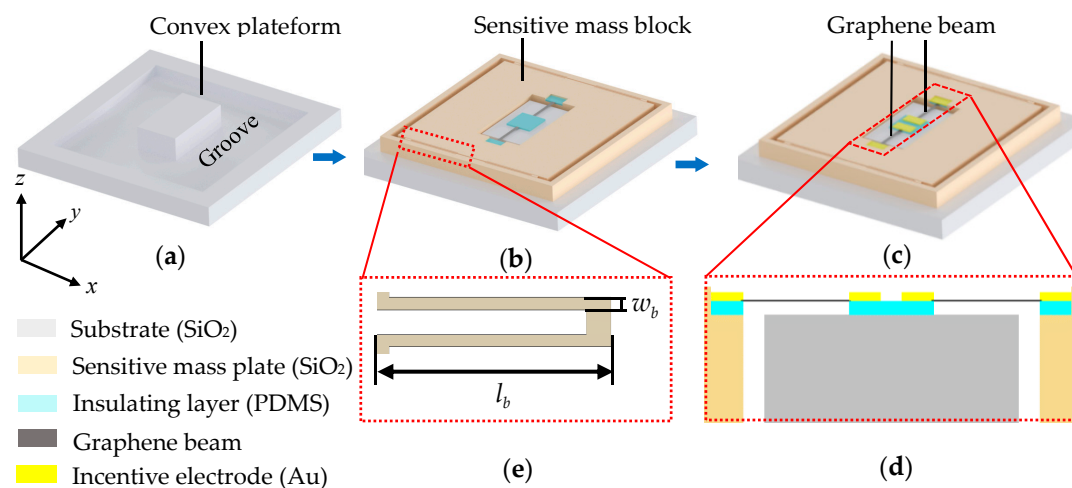 Convex plateform
Sensitive mass block
Graphene beam
Groove
z
y
x
(a)
(b)
(c)
w_b
l_b
Substrate (SiO₂)
Sensitive mass plate (SiO₂)
Insulating layer (PDMS)
Graphene beam
Incentive electrode (Au)
(e)
(d)